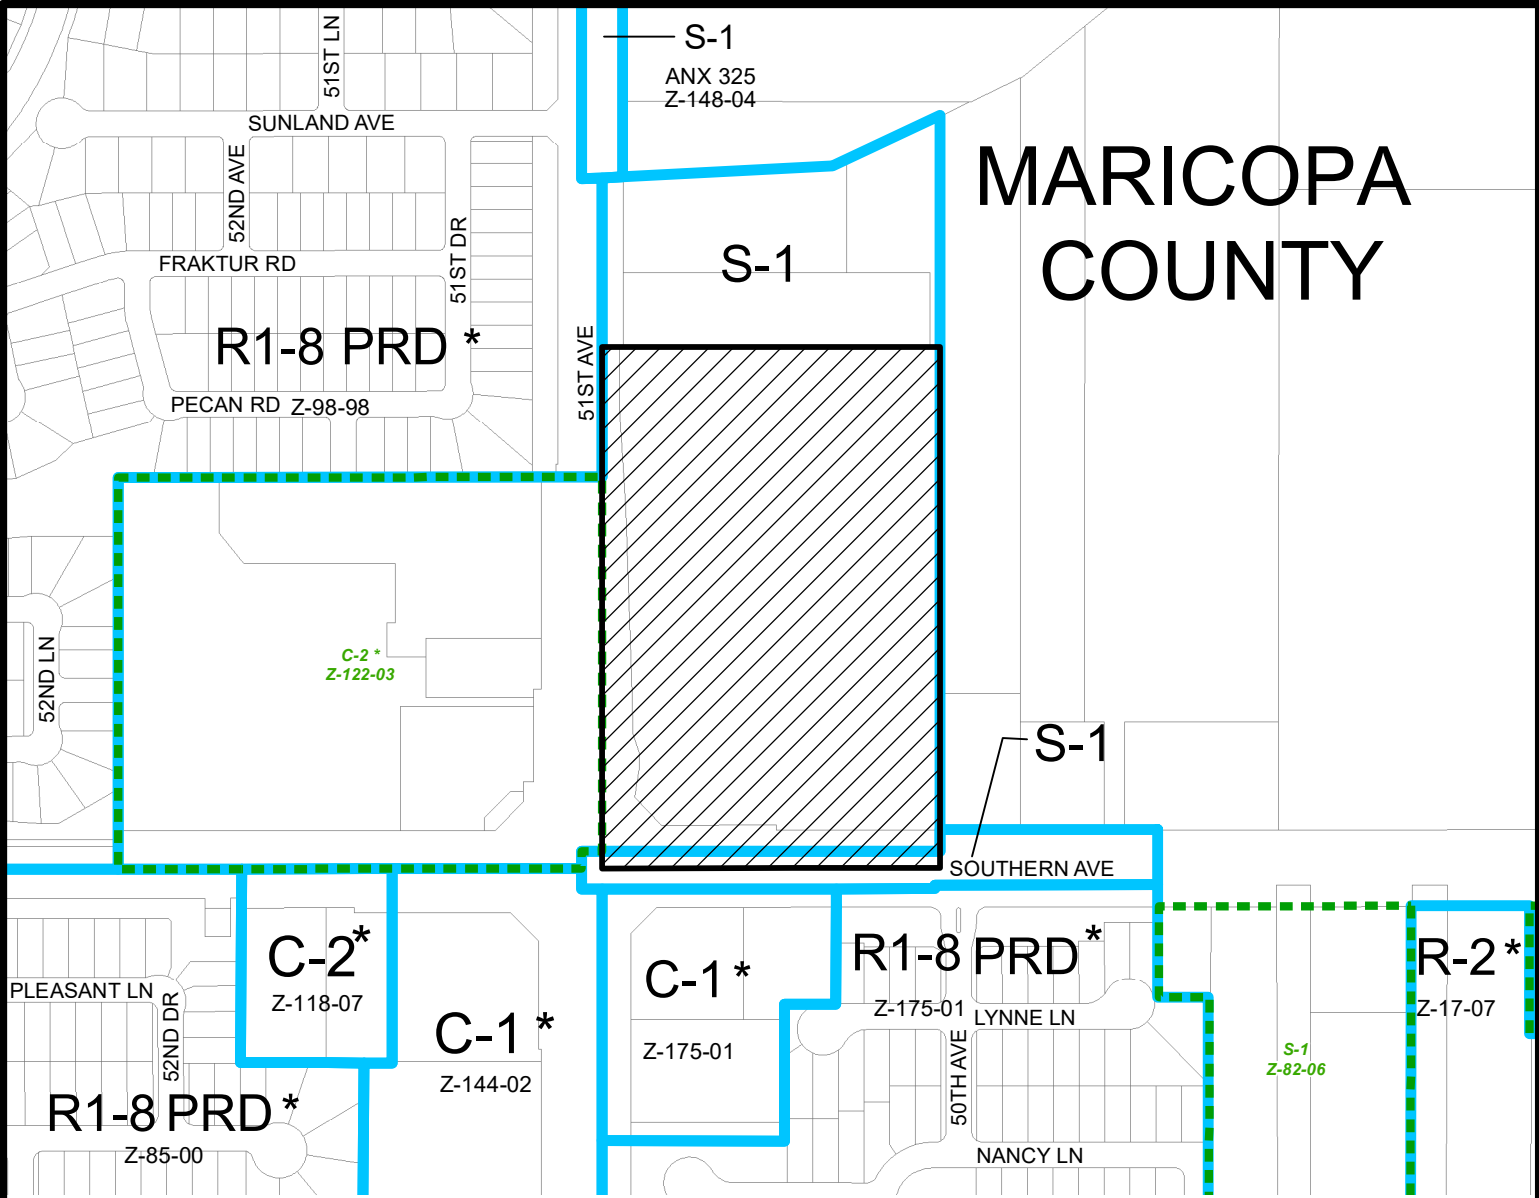 51ST LN
S-1
ANX 325
Z-148-04
SUNLAND AVE
52ND AVE
MARICOPA
COUNTY
51ST DR
FRAKTUR RD
S-1
R1-8 PRD *
51ST AVE
PECAN RD Z-98-98
52ND LN
C-2 *
Z-122-03
S-1
SOUTHERN AVE
C-2*
Z-118-07
C-1 *
Z-175-01
R1-8 PRD*
Z-175-01
R-2 *
Z-17-07
PLEASANT LN
52ND DR
C-1 *
Z-144-02
LYNNE LN
50TH AVE
S-1
Z-82-06
R1-8 PRD *
Z-85-00
NANCY LN